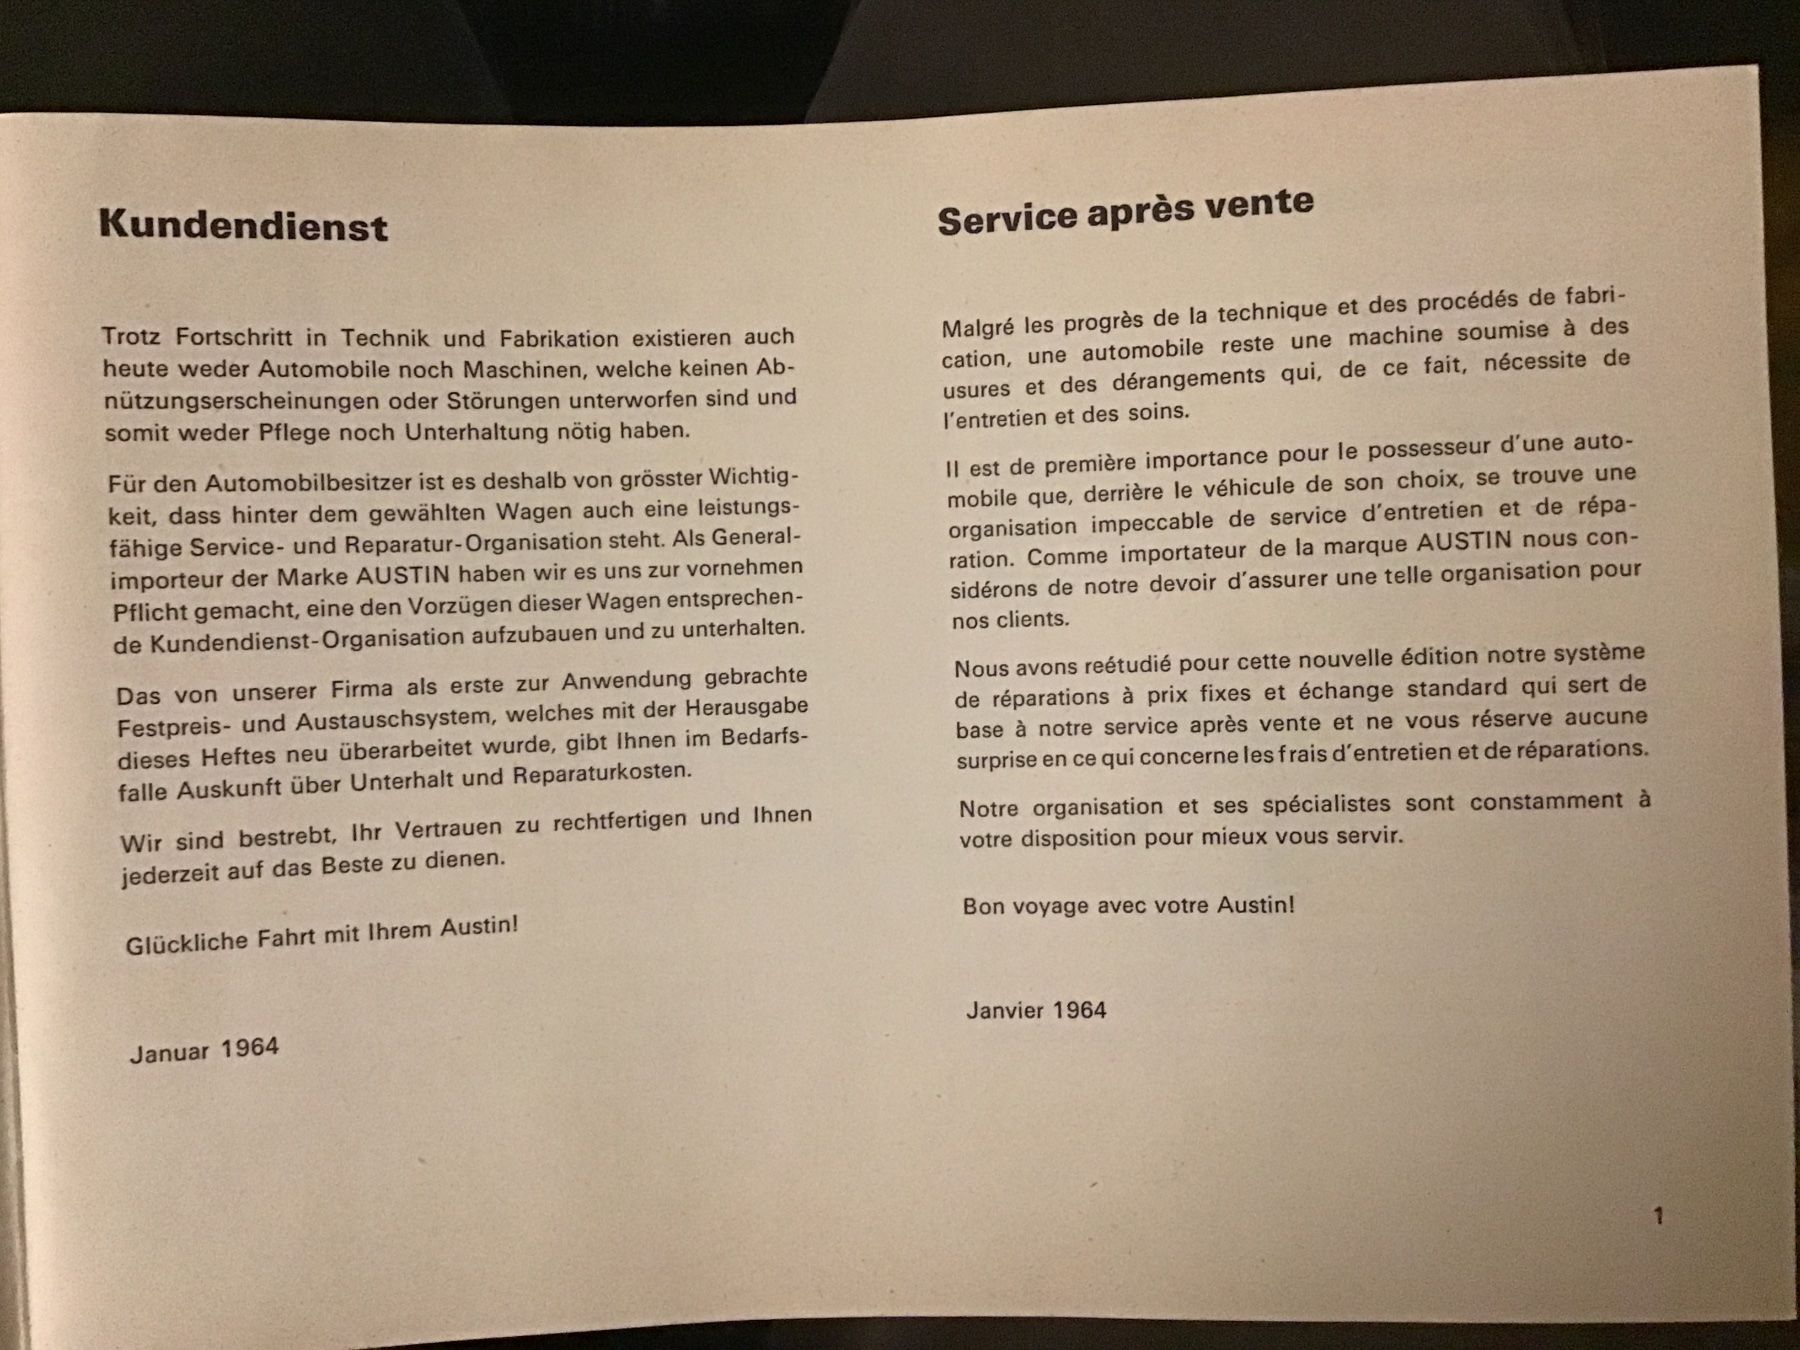 Kundendienst
Trotz Fortschritt in Technik und Fabrikation existieren auch
heute weder Automobile noch Maschinen, welche keinen Ab-
nützungserscheinungen oder Störungen unterworfen sind und
somit weder Pflege noch Unterhaltung nötig haben.
Für den Automobilbesitzer ist es deshalb von grösster Wichtig-
keit, dass hinter dem gewählten Wagen auch eine leistungs-
fähige Service- und Reparatur-Organisation steht. Als General-
importeur der Marke AUSTIN haben wir es uns zur vornehmen
Pflicht gemacht, eine den Vorzügen dieser Wagen entsprechen-
de Kundendienst-Organisation aufzubauen und zu unterhalten.
Das von unserer Firma als erste zur Anwendung gebrachte
Festpreis- und Austauschsystem, welches mit der Herausgabe
dieses Heftes neu überarbeitet wurde, gibt Ihnen im Bedarfs-
falle Auskunft über Unterhalt und Reparaturkosten.
Wir sind bestrebt, Ihr Vertrauen zu rechtfertigen und Ihnen
jederzeit auf das Beste zu dienen.
Glückliche Fahrt mit Ihrem Austin!
Januar 1964
Service après vente
Malgré les progrès de la technique et des procédés de fabri-
cation, une automobile reste une machine soumise à des
usures et des dérangements qui, de ce fait, nécessite de
l'entretien et des soins.
Il est de première importance pour le possesseur d'une auto-
mobile que, derrière le véhicule de son choix, se trouve une
organisation impeccable de service d'entretien et de répa-
ration. Comme importateur de la marque AUSTIN nous con-
sidérons de notre devoir d'assurer une telle organisation pour
nos clients.
Nous avons reétudié pour cette nouvelle édition notre système
de réparations à prix fixes et échange standard qui sert de
base à notre service après vente et ne vous réserve aucune
surprise en ce qui concerne les frais d'entretien et de réparations.
Notre organisation et ses spécialistes sont constamment à
votre disposition pour mieux vous servir.
Bon voyage avec votre Austin!
Janvier 1964
1